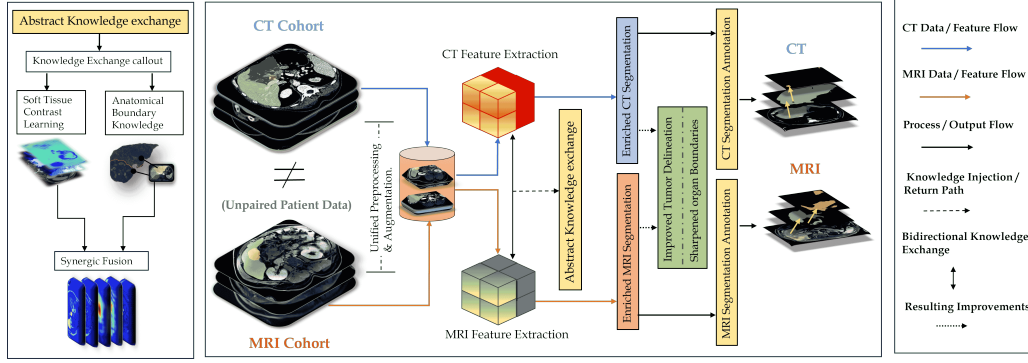 Abstract Knowledge exchange
Knowledge Exchange callout
Soft Tissue
Contrast
Learning
Anatomical
Boundary
Knowledge
Synergic Fusion
CT Cohort
(Unpaired Patient Data)
MRI Cohort
Unified Preprocessing
& Augmentation.
CT Feature Extraction
MRI Feature Extraction
Abstract Knowledge exchange
Enriched CT Segmentation
Enriched MRI Segmentation
Improved Tumor Delineation
Sharpened organ Boundaries
CT Segmentation Annotation
MRI Segmentation Annotation
CT
MRI
CT Data / Feature Flow
MRI Data / Feature Flow
Process / Output Flow
Knowledge Injection /
Return Path
Bidirectional Knowledge
Exchange
Resulting Improvements